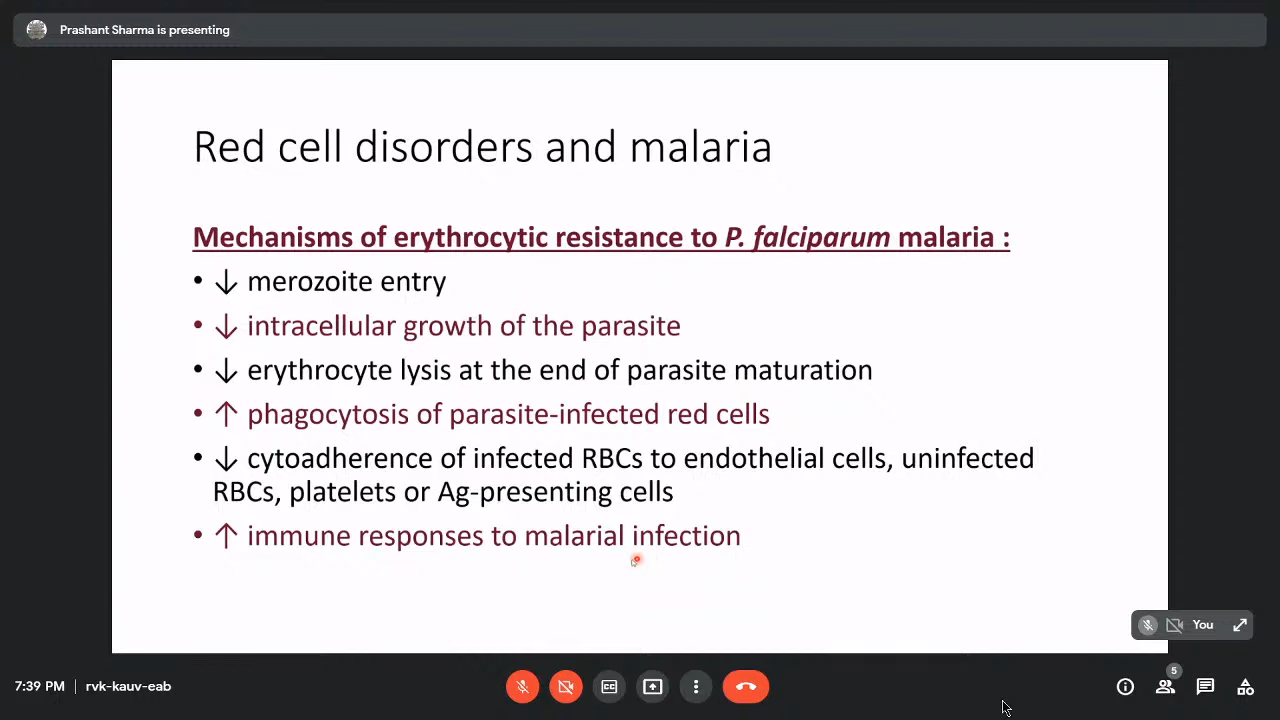 Prashant Sharma is presenting
Red cell disorders and malaria
Mechanisms of erythrocytic resistance to P. falciparum malaria :
• ↓ merozoite entry
• ↓ intracellular growth of the parasite
• ↓ erythrocyte lysis at the end of parasite maturation
• ↑ phagocytosis of parasite-infected red cells
• ↓ cytoadherence of infected RBCs to endothelial cells, uninfected
RBCs, platelets or Ag-presenting cells
• ↑ immune responses to malarial infection
You
7:39 PM | rvk-kauv-eab
CC
5